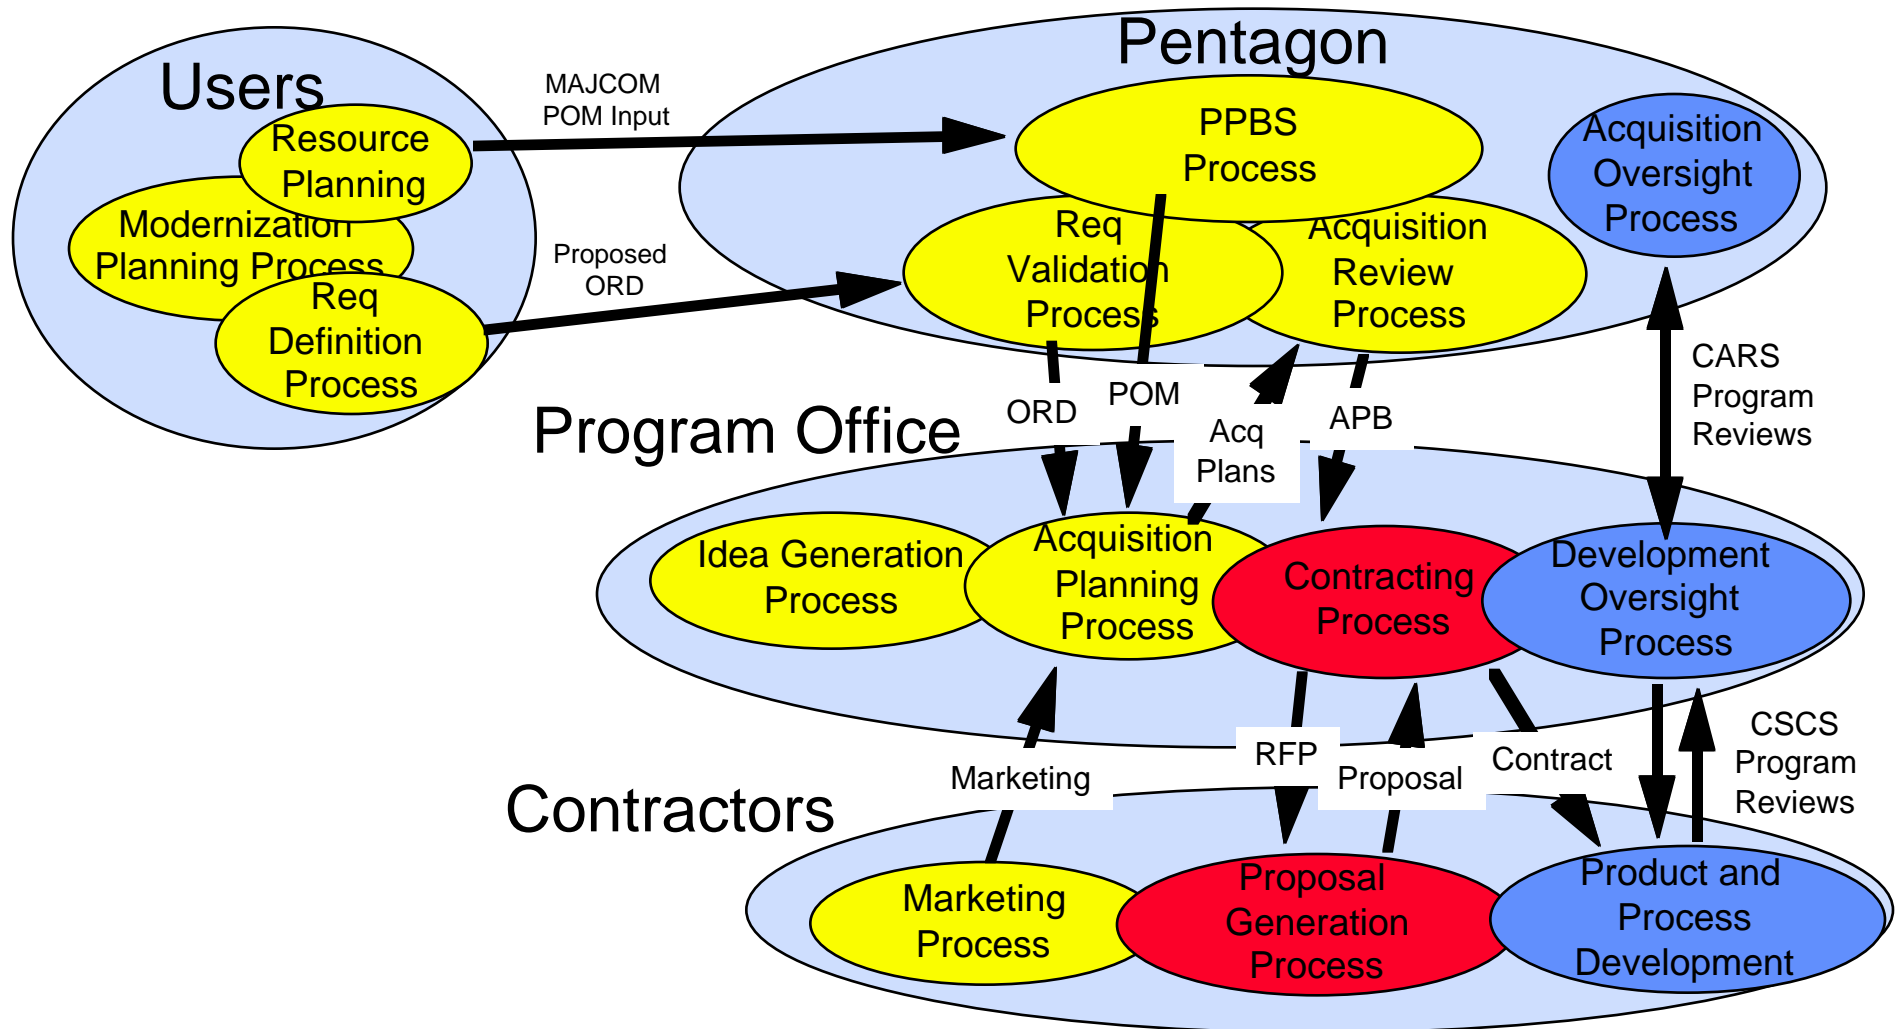 Pentagon
Users
MAJCOM
POM Input
Resource
Planning
Modernization
Planning Process
Req
Definition
Process
Proposed
ORD
PPBS
Process
Req
Validation
Process
Acquisition
Review
Process
Acquisition
Oversight
Process
CARS
Program
Reviews
ORD
POM
Acq
Plans
APB
Program Office
Idea Generation
Process
Acquisition
Planning
Process
Contracting
Process
Development
Oversight
Process
Marketing
RFP
Proposal
Contract
CSCS
Program
Reviews
Contractors
Marketing
Process
Proposal
Generation
Process
Product and
Process
Development